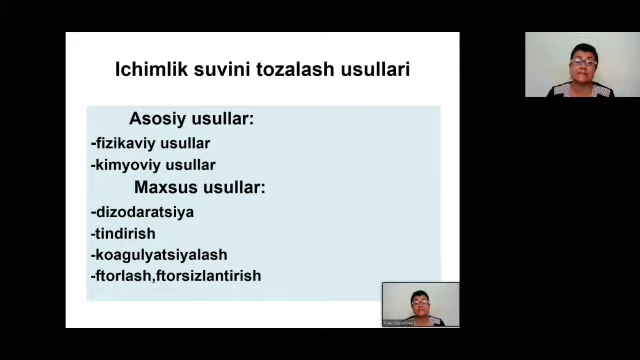 Ichimlik suvini tozalash usullari
Asosiy usullar:
-fizikaviy usullar
-kimyoviy usullar
Maxsus usullar:
-dizodaratsiya
-tindirish
-koagulyatsiyalash
-ftorlash,ftorsizlantirish